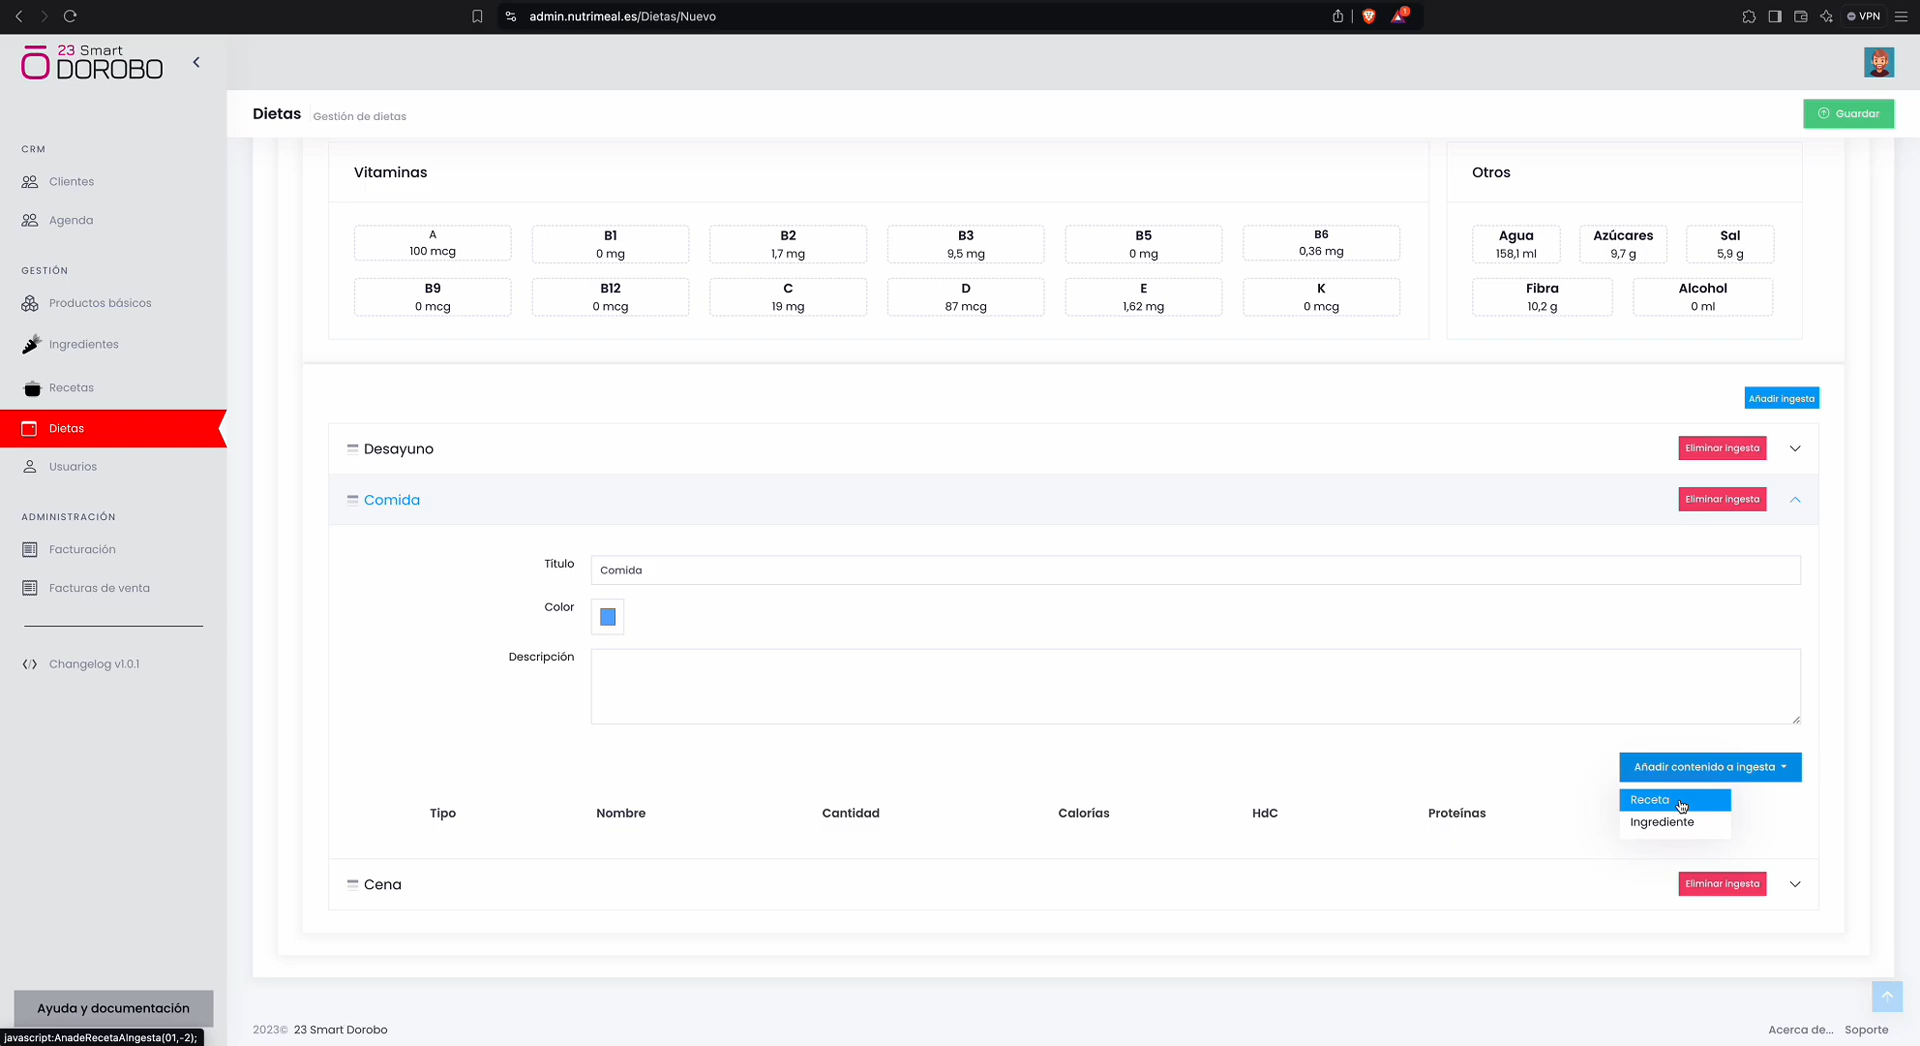 admin.nutrimeal.es/Dietas/Nuevo
1
VPN
23 Smart
DOROBO
Dietas
Gestión de dietas
Guardar
CRM
Clientes
Agenda
GESTIÓN
Productos básicos
Ingredientes
Recetas
Dietas
Usuarios
ADMINISTRACIÓN
Facturación
Facturas de venta
Changelog v1.0.1
Ayuda y documentación
javascript:AnadeRecetaAIngesta(01,-2);
Vitaminas
A
100 mcg
B1
0 mg
B2
1,7 mg
B3
9,5 mg
B5
0 mg
B6
0,36 mg
B9
0 mcg
B12
0 mcg
C
19 mg
D
87 mcg
E
1,62 mg
K
0 mcg
Otros
Agua
158,1 ml
Azúcares
9,7 g
Sal
5,9 g
Fibra
10,2 g
Alcohol
0 ml
Añadir ingesta
Desayuno
Eliminar ingesta
Comida
Eliminar ingesta
Título
Comida
Color
Descripción
Añadir contenido a ingesta
Receta
Ingrediente
Tipo
Nombre
Cantidad
Calorías
HdC
Proteínas
Cena
Eliminar ingesta
2023© 23 Smart Dorobo
Acerca de... Soporte